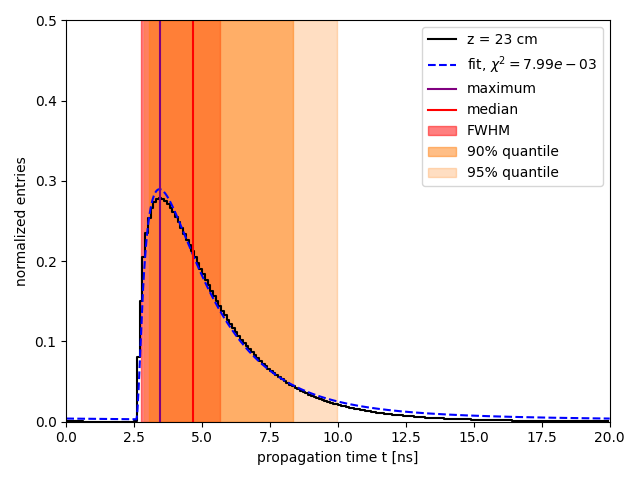 0.5
0.4
0.3
0.2
0.1
0.0
normalized entries
z = 23 cm
fit, χ² = 7.99e − 03
maximum
median
FWHM
90% quantile
95% quantile
0.0 2.5 5.0 7.5 10.0 12.5 15.0 17.5 20.0
propagation time t [ns]